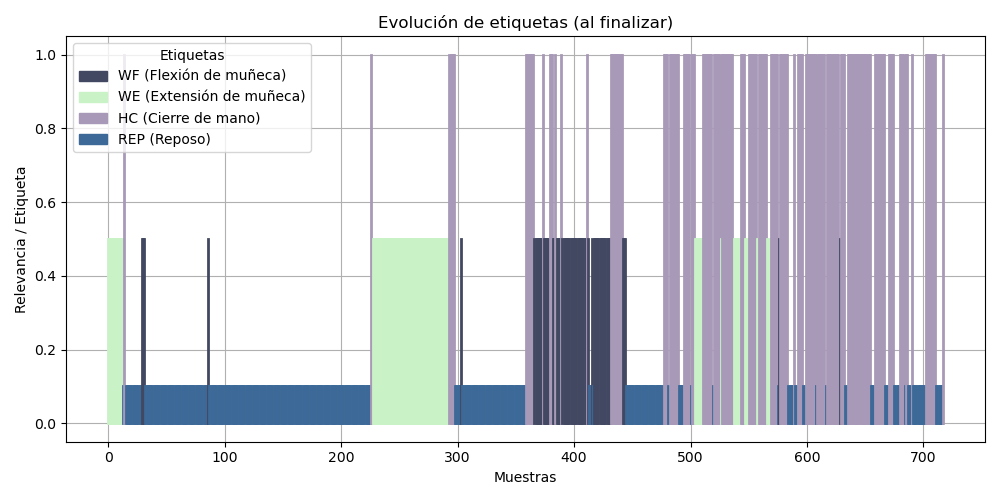 Evolución de etiquetas (al finalizar)
Etiquetas
WF (Flexión de muñeca)
WE (Extensión de muñeca)
HC (Cierre de mano)
REP (Reposo)
Relevancia / Etiqueta
1.0
0.8
0.6
0.4
0.2
0.0
0 100 200 300 400 500 600 700
Muestras